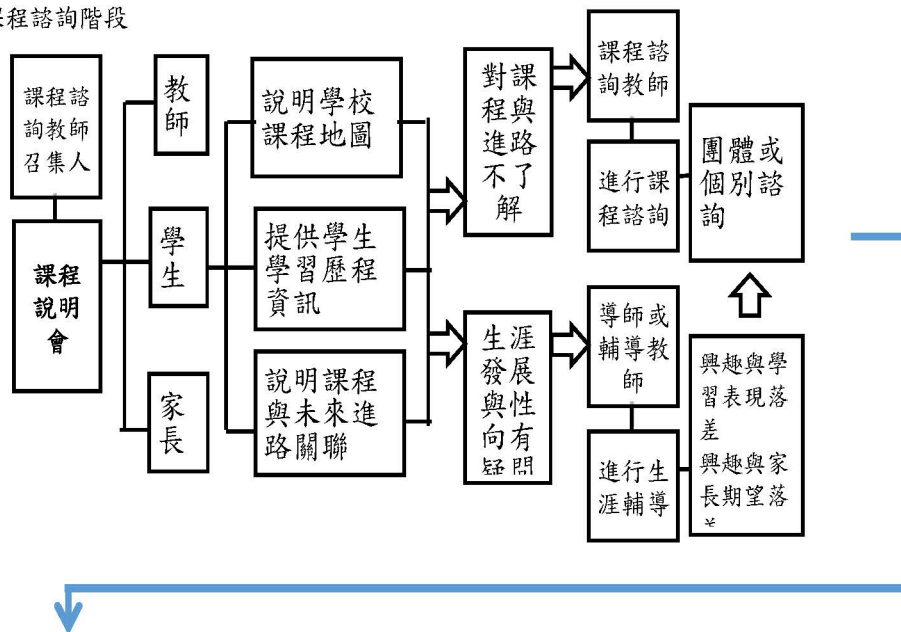 課程諮詢階段
課程諮
詢教師
召集人
課程
說明
會
教
師
學
生
家
長
說明學校
課程地圖
提供學生
學習歷程
資訊
說明課程
與未來進
路關聯
對課
程與
進路
不了
解
生涯
發展
與性
向有
疑問
課程諮
詢教師
進行課
程諮詢
團體或
個別諮
詢
導師或
輔導教
師
進行生
涯輔導
興趣與學
習表現落
差
興趣與家
長期望落
差